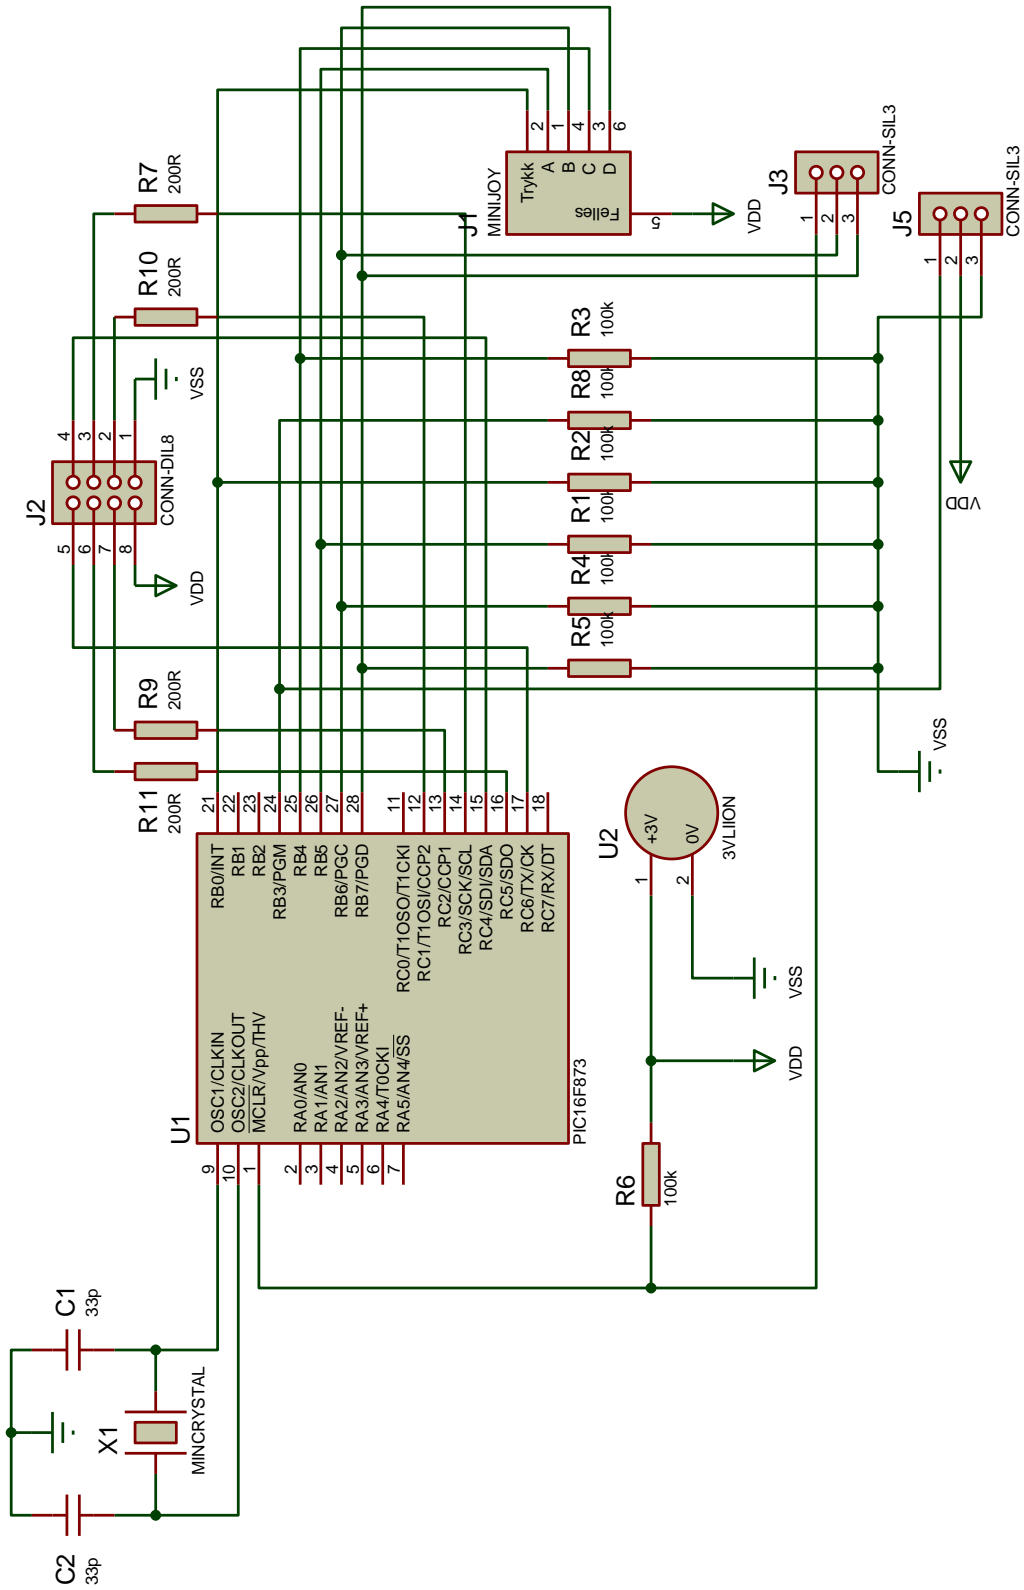 R7
200R
R10
200R
VSS
J2
CONN-DIL8
4
3
2
1
5
6
7
8
VDD
R9
200R
R11
200R
J1
MINIJOY
Trykk
A
B
C
D
Felles
2
1
4
3
6
5
VDD
J3
CONN-SIL3
1
2
3
J5
CONN-SIL3
1
2
3
VDD
R3
100k
R8
100k
R2
100k
R1
100k
R4
100k
R5
100k
VSS
U1
PIC16F873
21
22
23
24
25
26
27
28
11
12
13
14
15
16
17
18
RB0/INT
RB1
RB2
RB3/PGM
RB4
RB5
RB6/PGC
RB7/PGD
RC0/T1OSO/T1CKI
RC1/T1OSI/CCP2
RC2/CCP1
RC3/SCK/SCL
RC4/SDI/SDA
RC5/SDO
RC6/TX/CK
RC7/RX/DT
OSC1/CLKIN
OSC2/CLKOUT
MCLR/Vpp/THV
RA0/AN0
RA1/AN1
RA2/AN2/VREF-
RA3/AN3/VREF+
RA4/T0CKI
RA5/AN4/SS
9
10
1
2
3
4
5
6
7
U2
3VLIION
+3V
0V
1
2
VSS
VDD
R6
100k
C1
33p
X1
MINCRYSTAL
C2
33p